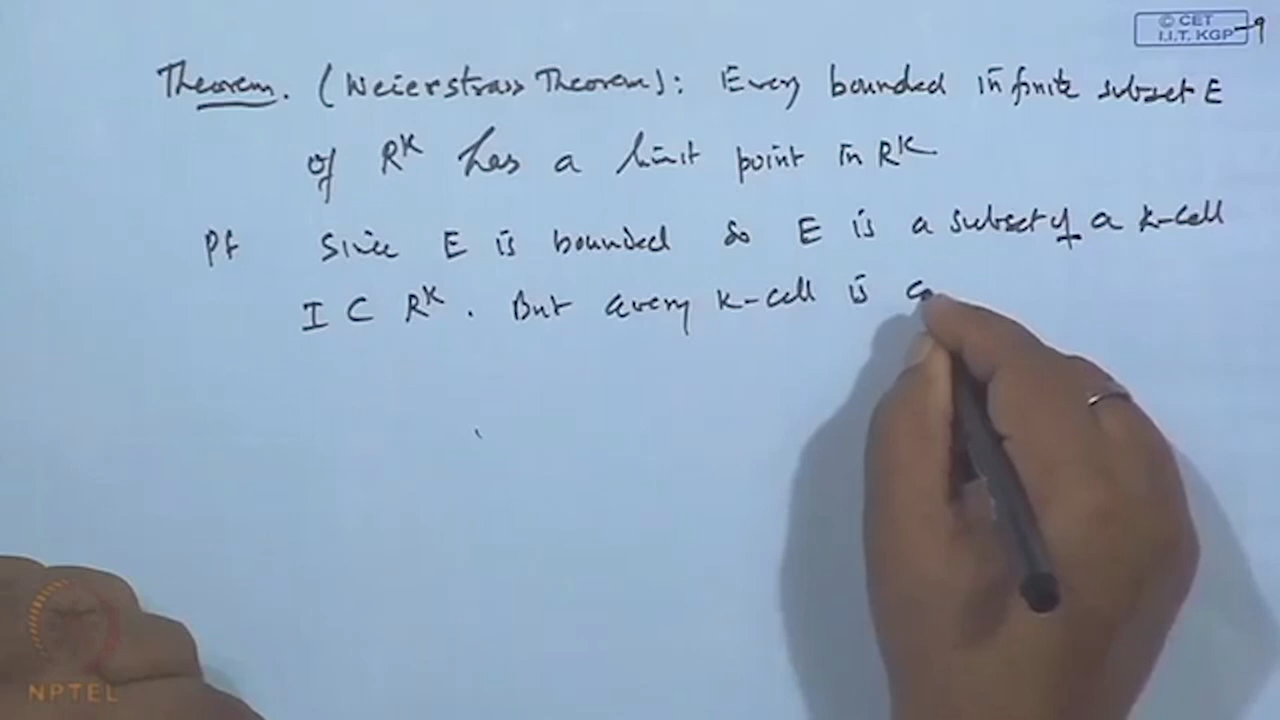 © CET
I.I.T. KGP
9
Theorem. (Weierstrass Theorem): Every bounded infinite subset E
of R^K has a limit point in R^K
Pf Since E is bounded so E is a subset of a K-cell
I ⊂ R^K. But every K-cell is
NPTEL